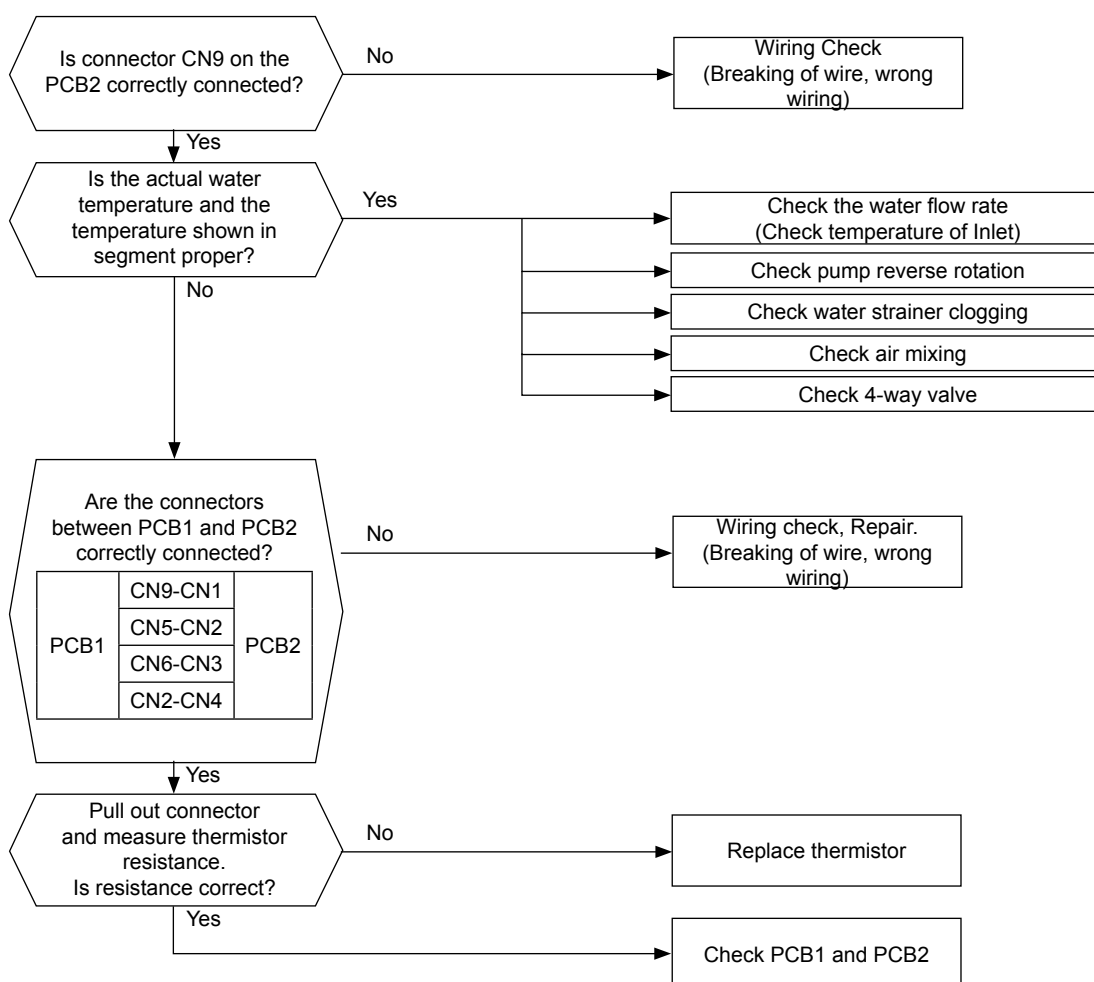 Is connector CN9 on the
PCB2 correctly connected?
No
Wiring Check
(Breaking of wire, wrong
wiring)
Yes
Is the actual water
temperature and the
temperature shown in
segment proper?
Yes
Check the water flow rate
(Check temperature of Inlet)
Check pump reverse rotation
Check water strainer clogging
Check air mixing
Check 4-way valve
No
Are the connectors
between PCB1 and PCB2
correctly connected?
No
Wiring check, Repair.
(Breaking of wire, wrong
wiring)
PCB1
CN9-CN1
CN5-CN2
CN6-CN3
CN2-CN4
PCB2
Yes
Pull out connector
and measure thermistor
resistance.
Is resistance correct?
No
Replace thermistor
Yes
Check PCB1 and PCB2